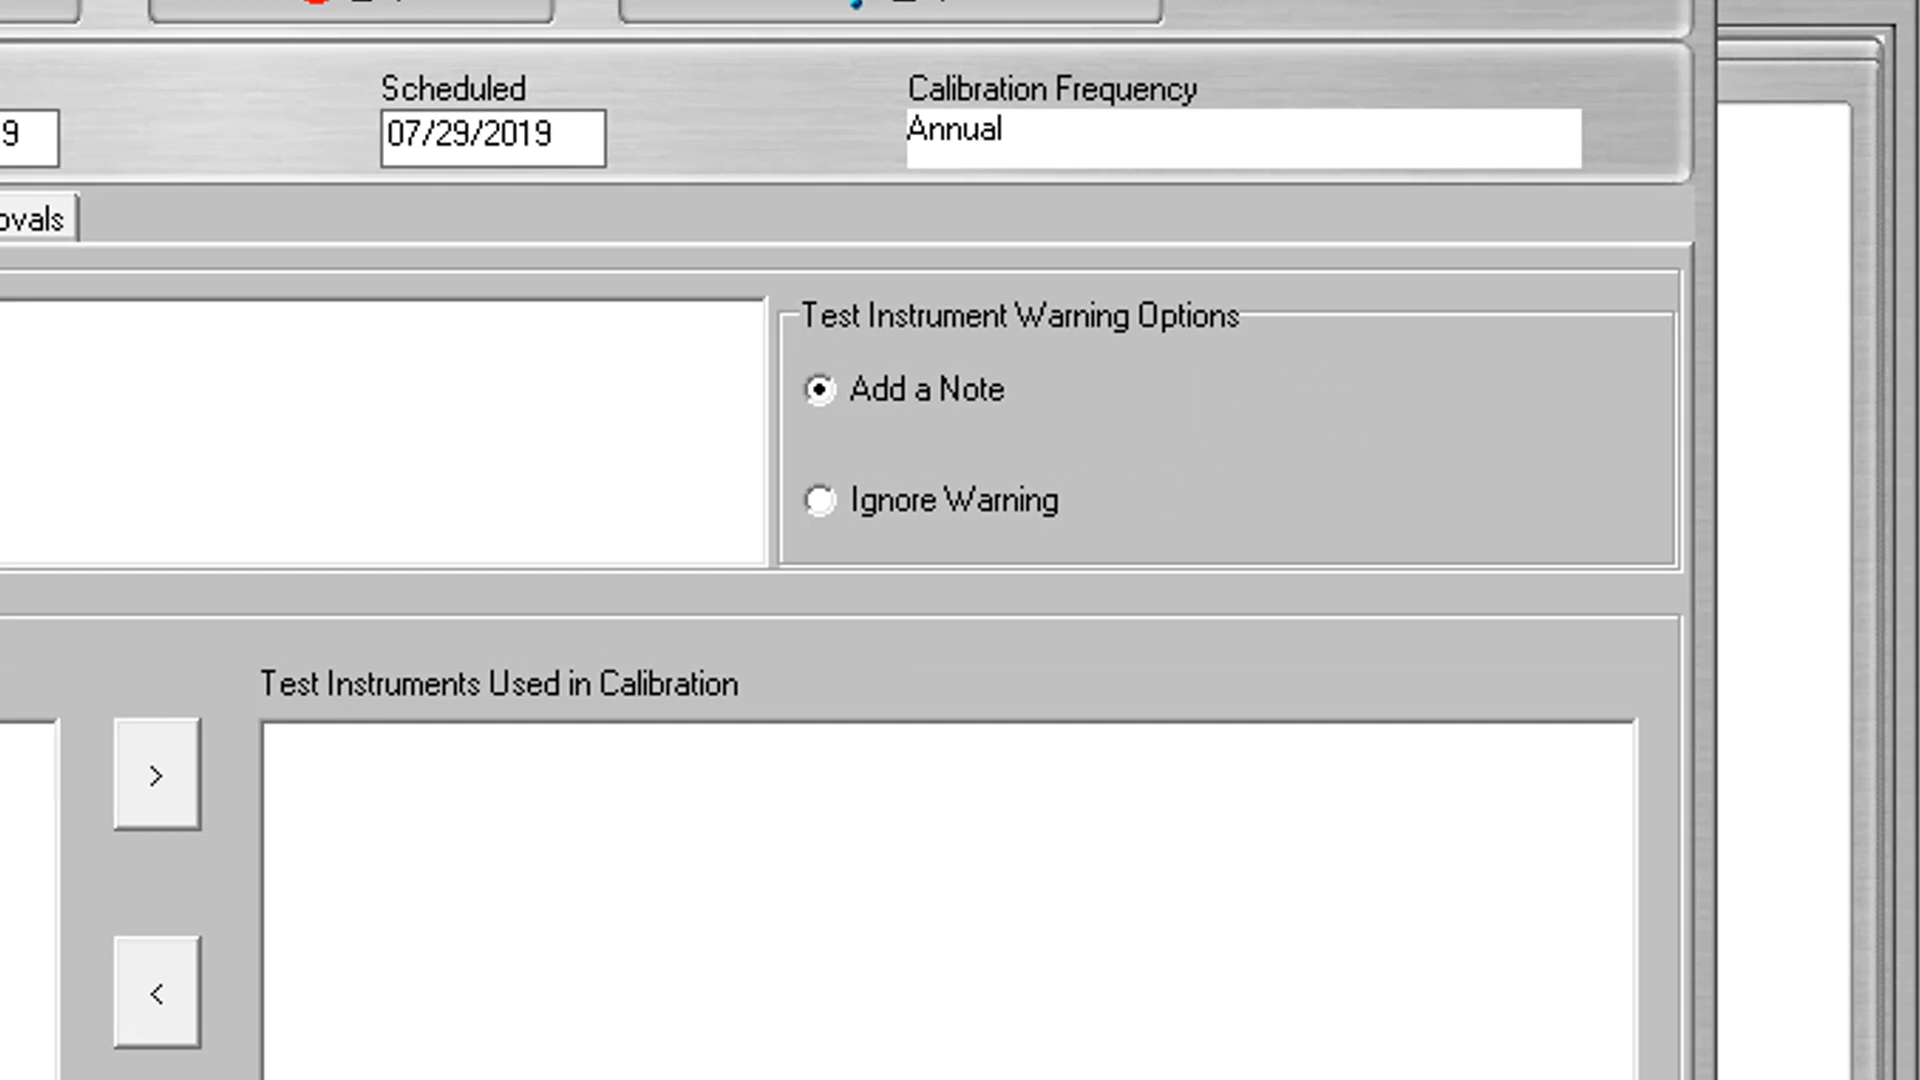 Scheduled
Calibration Frequency
9
07/29/2019
Annual
ovals
Test Instrument Warning Options
Add a Note
Ignore Warning
Test Instruments Used in Calibration
>
<